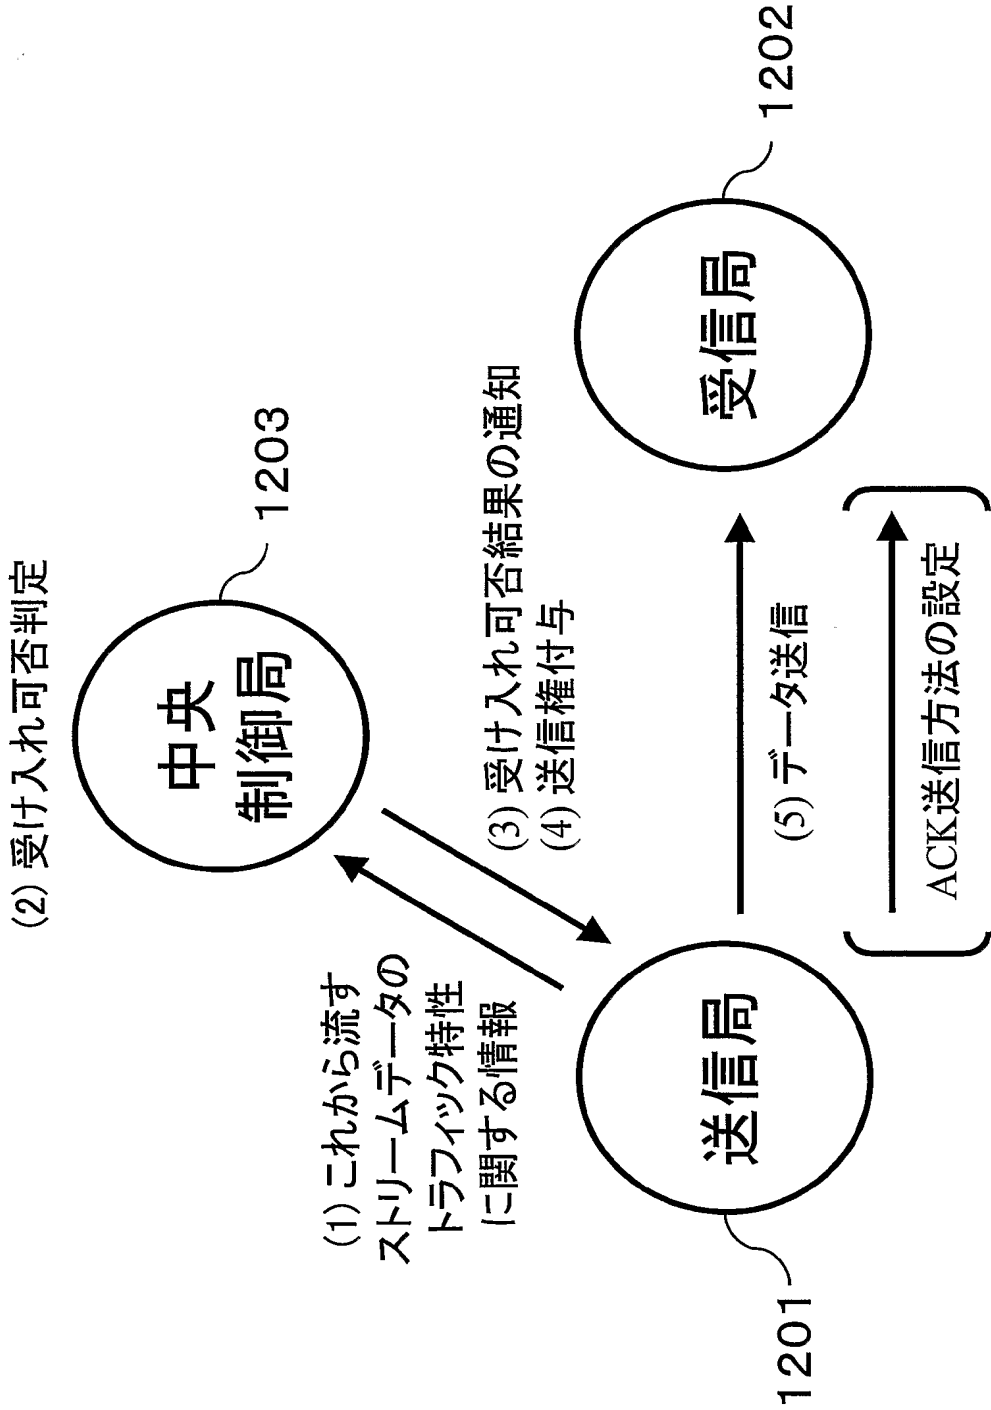 (2) 受け入れ可否判定
中央
制御局
1203
(1) これから流す
ストリームデータの
トラフィック特性
に関する情報
(3) 受け入れ可否結果の通知
(4) 送信権付与
送信局
1201
受信局
1202
(5) データ送信
ACK送信方法の設定